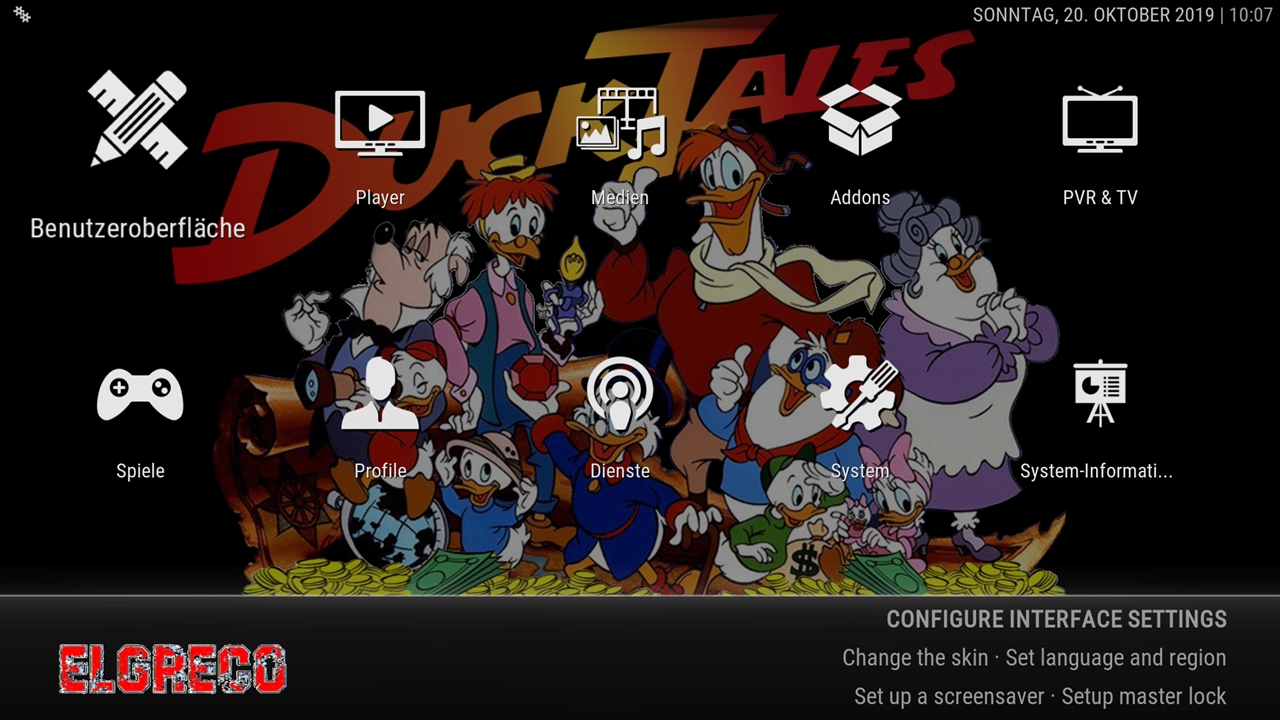 SONNTAG, 20. OKTOBER 2019 | 10:07
DUCKTALES
Benutzeroberfläche
Player
Medien
Addons
PVR & TV
Spiele
Profile
Dienste
System
System-Informati...
$
CONFIGURE INTERFACE SETTINGS
ELGRECO
Change the skin · Set language and region
Set up a screensaver · Setup master lock